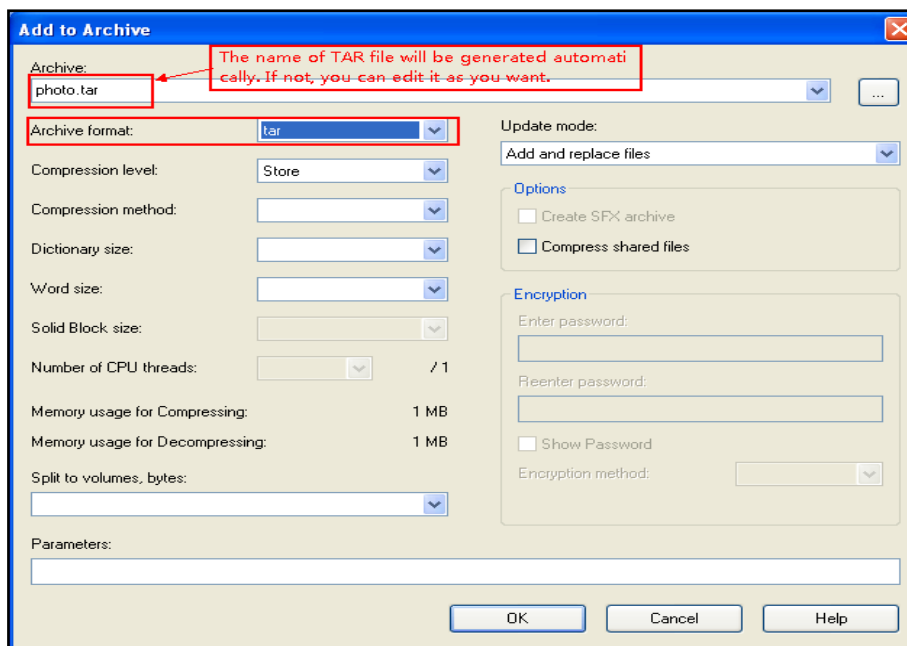 Add to Archive
The name of TAR file will be generated automati
cally. If not, you can edit it as you want.
Archive:
photo.tar
...
Archive format:
tar
Update mode:
Add and replace files
Compression level:
Store
Options
Create SFX archive
Compress shared files
Compression method:
Dictionary size:
Word size:
Encryption
Enter password:
Solid Block size:
Number of CPU threads:
/ 1
Reenter password:
Memory usage for Compressing:
1 MB
Memory usage for Decompressing:
1 MB
Show Password
Encryption method:
Split to volumes, bytes:
Parameters:
OK
Cancel
Help